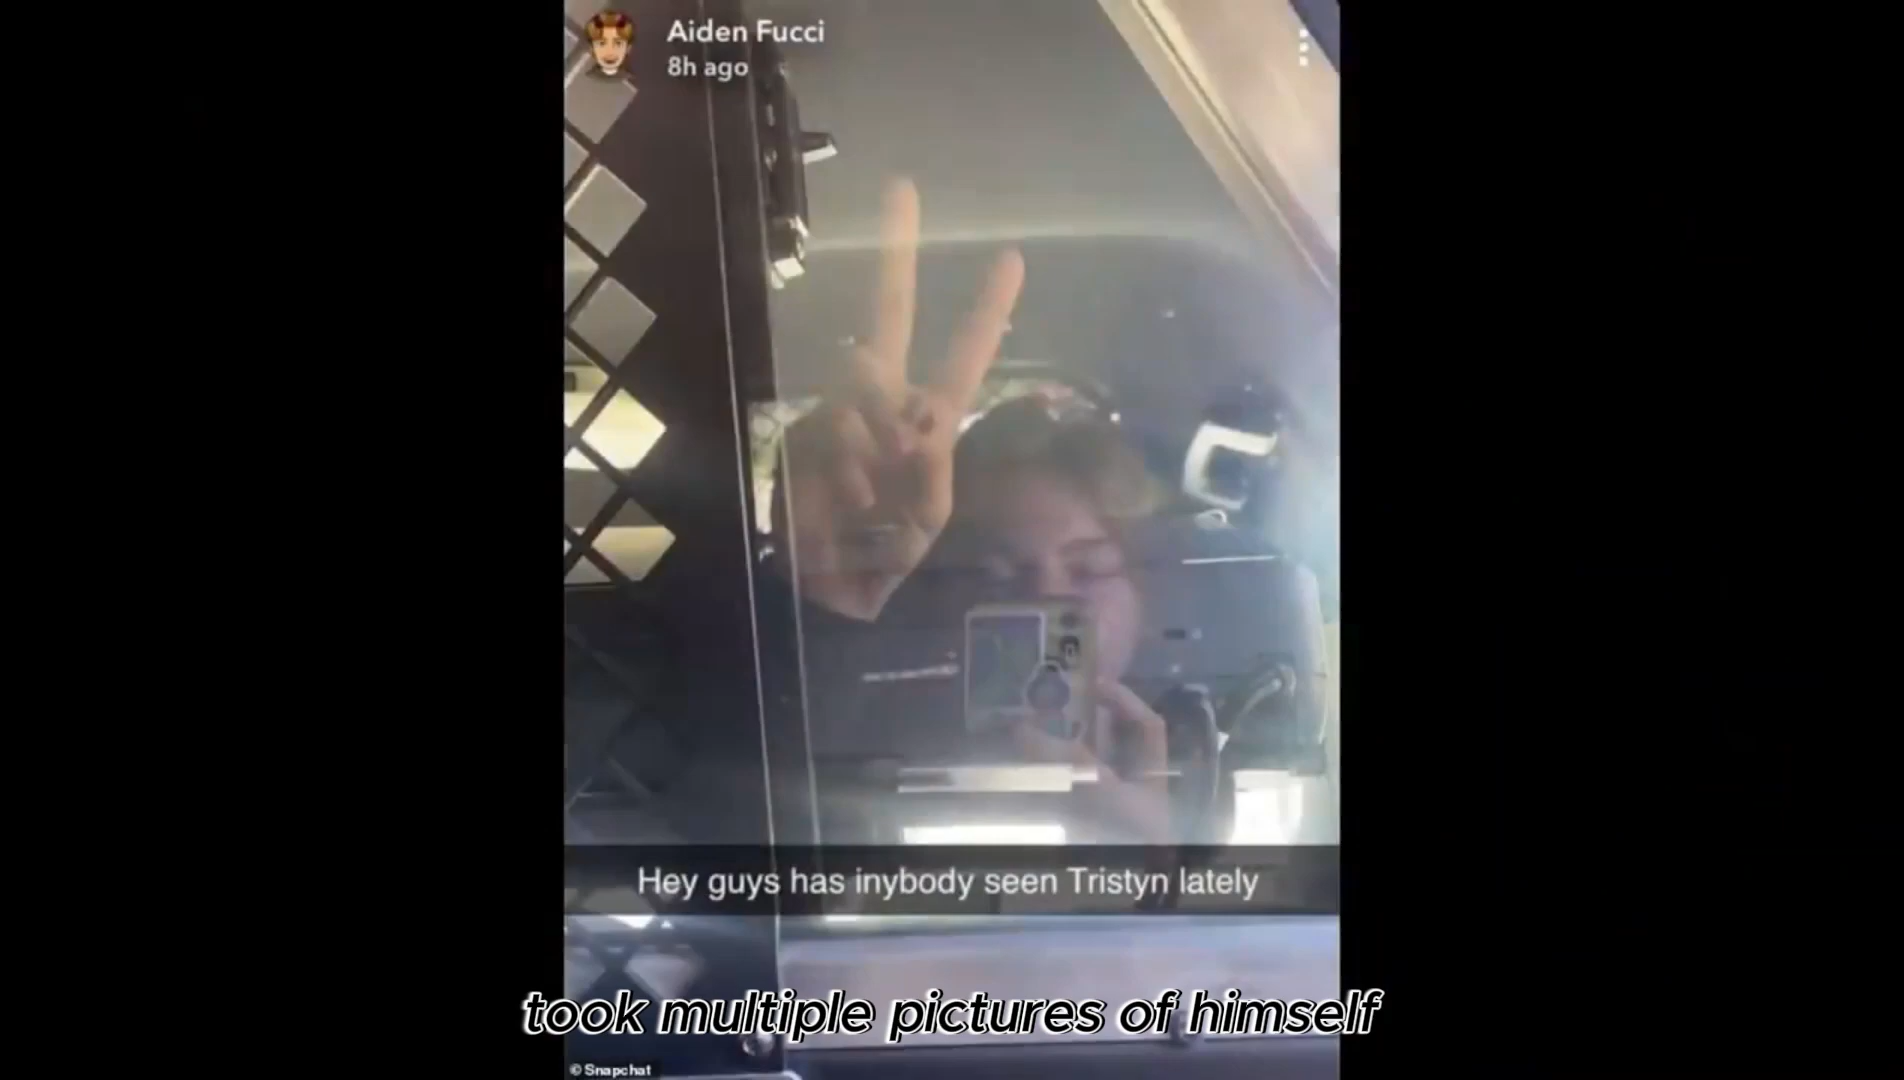 Aiden Fucci
8h ago
Hey guys has inybody seen Tristyn lately
took multiple pictures of himself
© Snapchat